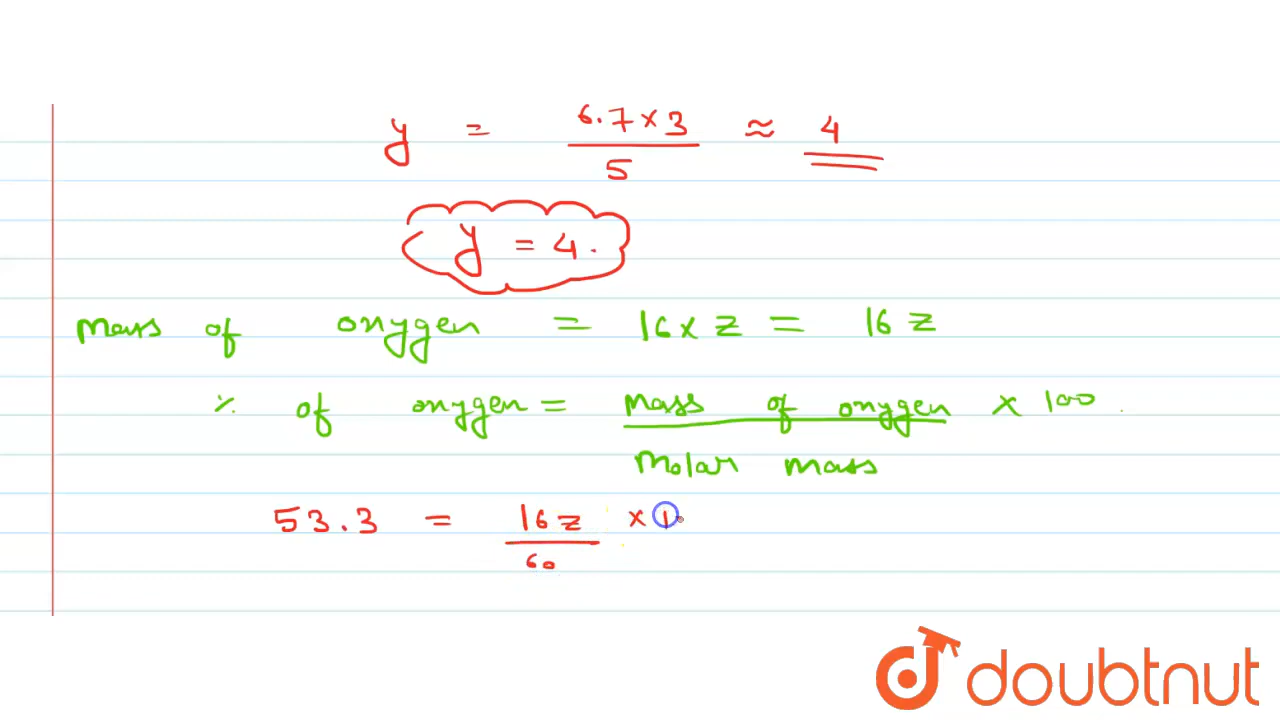 y = 6.7 × 3 / 5 ≈ 4
y = 4.
Mass of oxygen = 16 × z = 16 z
% of oxygen = Mass of oxygen / Molar mass × 100.
53.3 = 16 z / 60 × 1
doubtnut